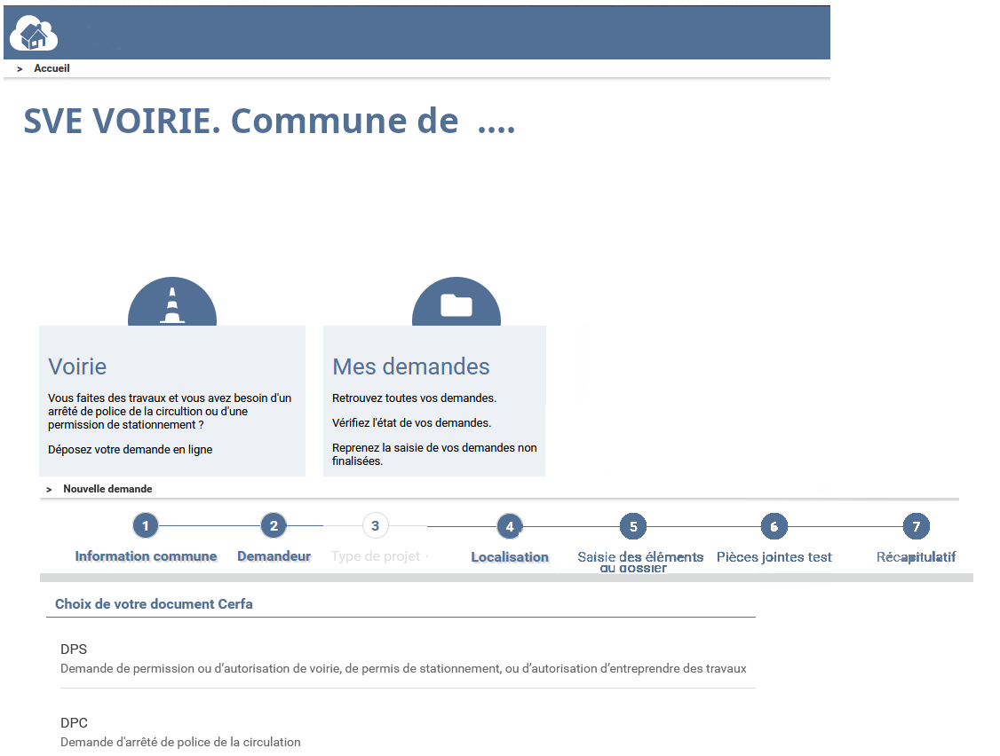 > Accueil
SVE VOIRIE. Commune de ....
Voirie
Vous faites des travaux et vous avez besoin d'un
arrêté de police de la circultion ou d'une
permission de stationnement ?
Déposez votre demande en ligne
Mes demandes
Retrouvez toutes vos demandes.
Vérifiez l'état de vos demandes.
Reprenez la saisie de vos demandes non
finalisées.
> Nouvelle demande
1 2 3 4 5 6 7
Information commune Demandeur Type de projet Localisation Saisie des éléments Pièces jointes test Récapitulatif
du dossier
Choix de votre document Cerfa
DPS
Demande de permission ou d’autorisation de voirie, de permis de stationnement, ou d’autorisation d’entreprendre des travaux
DPC
Demande d'arrêté de police de la circulation